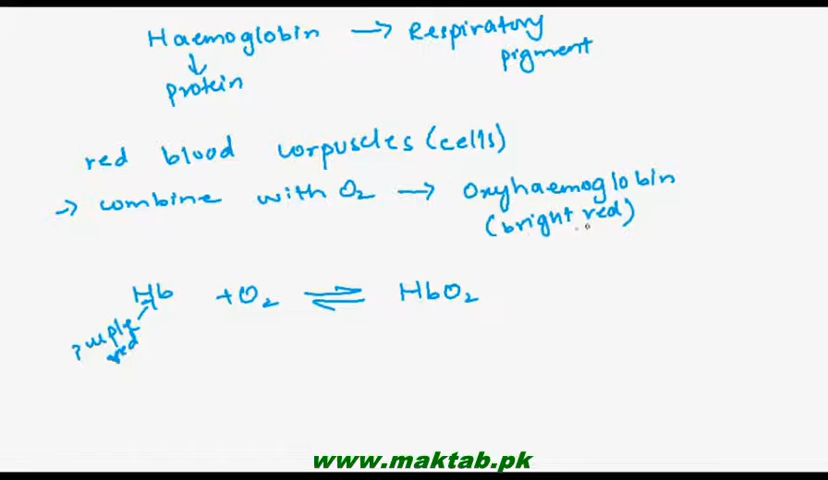 Haemoglobin → Respiratory
pigment
↓
protein
red blood corpuscles (cells)
→ combine with O₂ → Oxyhaemoglobin
(bright red)
Hb + O₂ ⇌ HbO₂
purple
red
www.maktab.pk